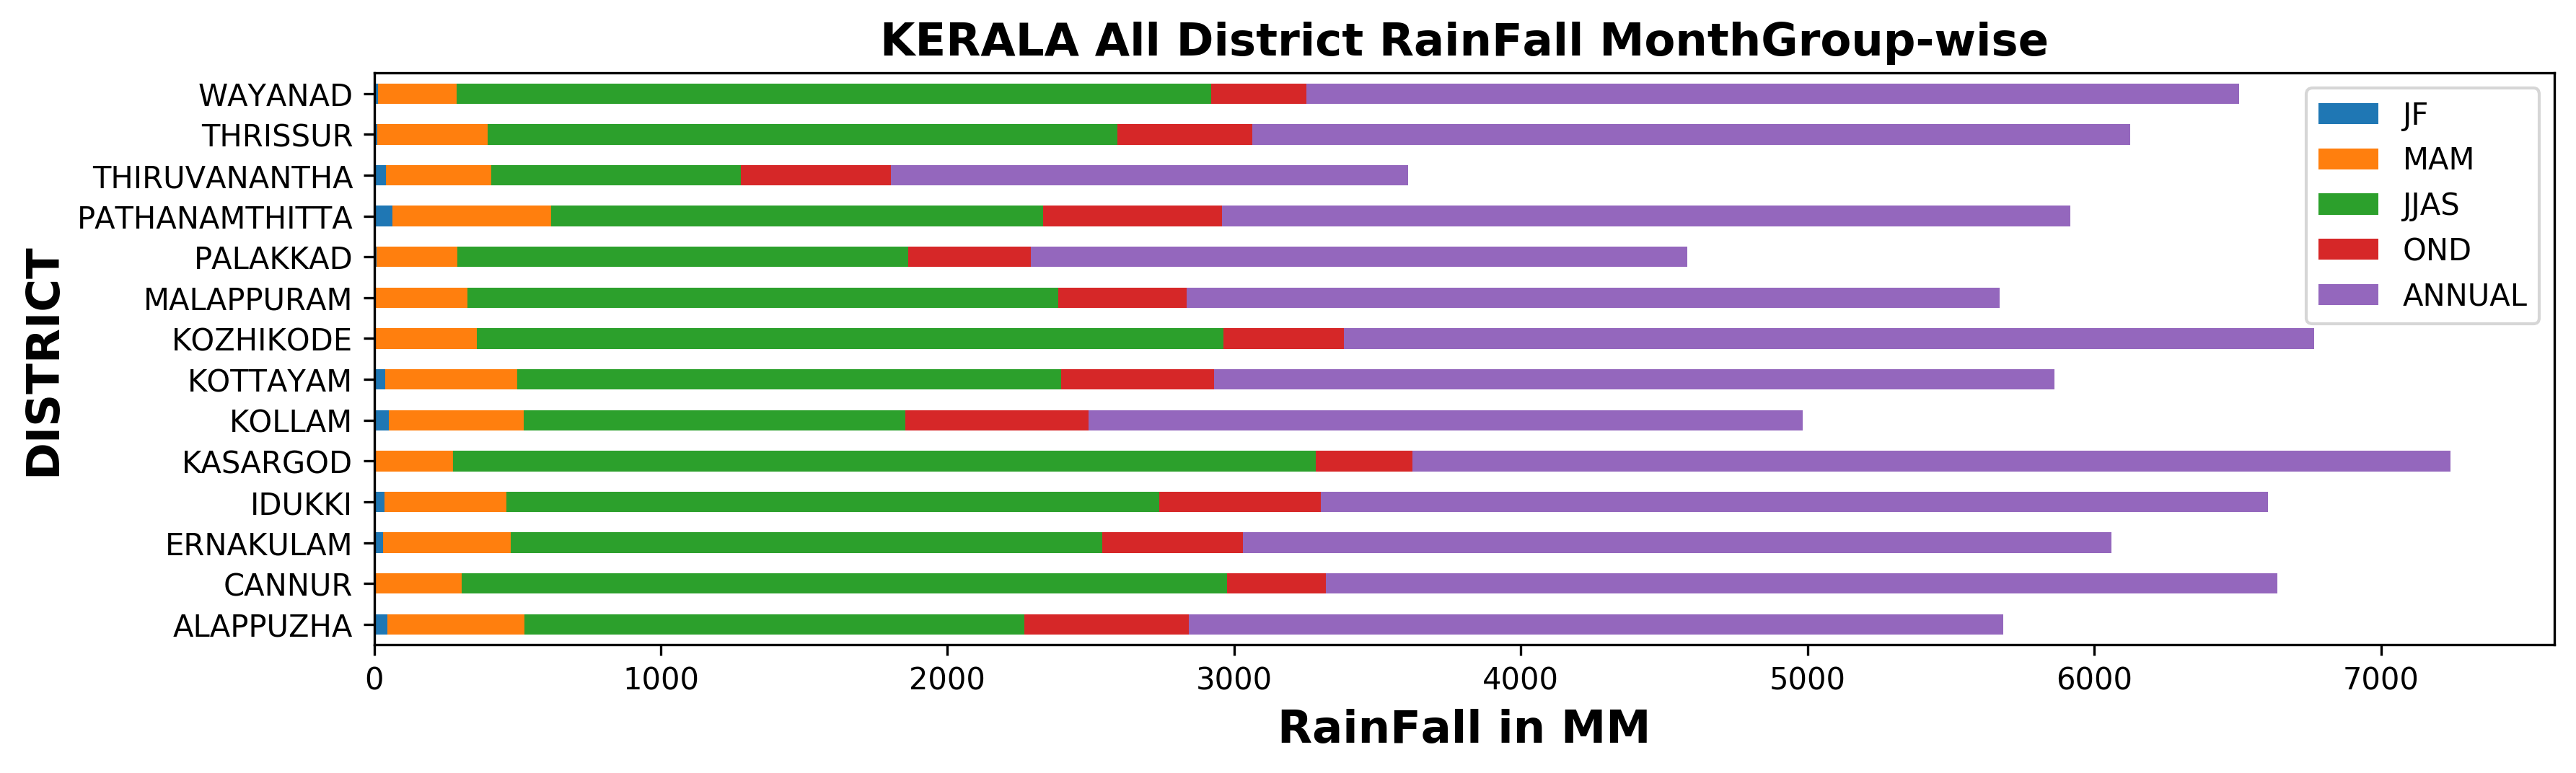 KERALA All District RainFall MonthGroup-wise
DISTRICT
WAYANAD
THRISSUR
THIRUVANANTHA
PATHANAMTHITTA
PALAKKAD
MALAPPURAM
KOZHIKODE
KOTTAYAM
KOLLAM
KASARGOD
IDUKKI
ERNAKULAM
CANNUR
ALAPPUZHA
JF
MAM
JJAS
OND
ANNUAL
0 1000 2000 3000 4000 5000 6000 7000
RainFall in MM